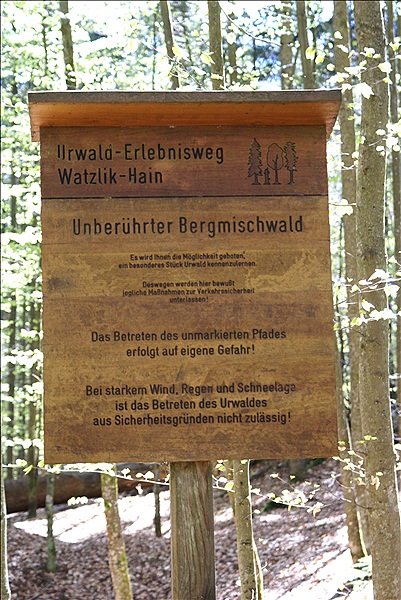 Urwald-Erlebnisweg
Watzlik-Hain
Unberührter Bergmischwald
Es wird Ihnen die Möglichkeit geboten,
ein besonderes Stück Urwald kennenzulernen.
Deswegen werden hier bewußt
jegliche Maßnahmen zur Verkehrssicherheit
unterlassen!
Das Betreten des unmarkierten Pfades
erfolgt auf eigene Gefahr!
Bei starkem Wind, Regen und Schneelage
ist das Betreten des Urwaldes
aus Sicherheitsgründen nicht zulässig!